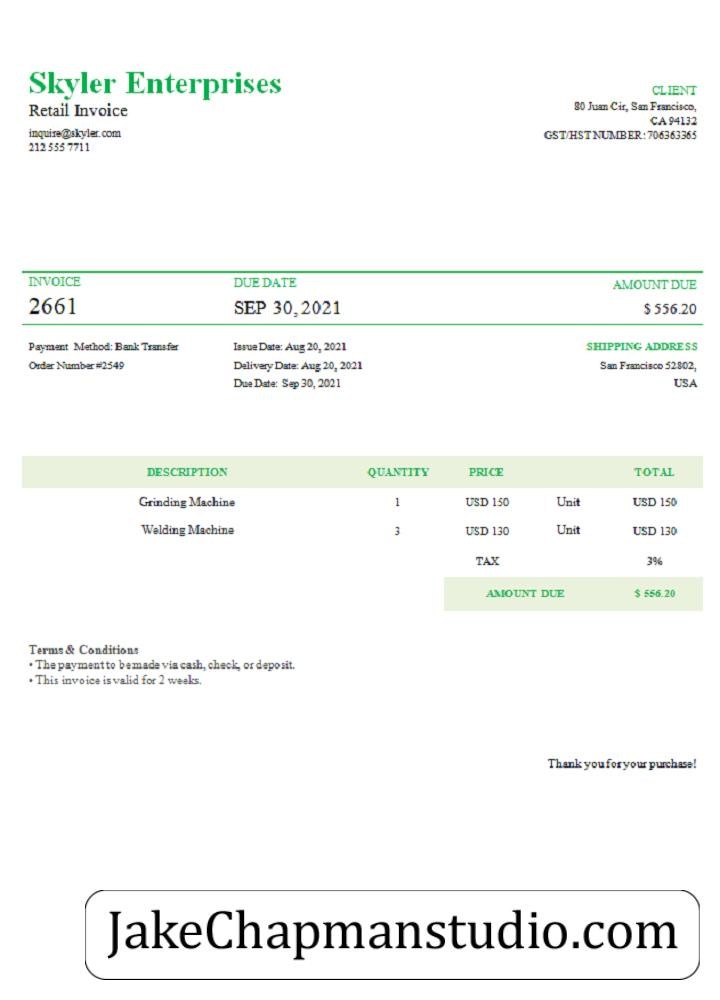 Skyler Enterprises
Retail Invoice
inquire@skyler.com
212 555 7711
CLIENT
80 Juan Cir, San Francisco,
CA 94132
GST/HST NUMBER: 706363365
INVOICE DUE DATE AMOUNT DUE
2661 SEP 30, 2021 $ 556.20
Payment Method: Bank Transfer Issue Date: Aug 20, 2021 SHIPPING ADDRESS
Order Number #2549 Delivery Date: Aug 20, 2021 San Francisco 52802,
Due Date: Sep 30, 2021 USA
DESCRIPTION QUANTITY PRICE TOTAL
Grinding Machine 1 USD 150 Unit USD 150
Welding Machine 3 USD 130 Unit USD 130
TAX 3%
AMOUNT DUE $ 556.20
Terms & Conditions
• The payment to be made via cash, check, or deposit.
• This invoice is valid for 2 weeks.
Thank you for your purchase!
JakeChapmanstudio.com